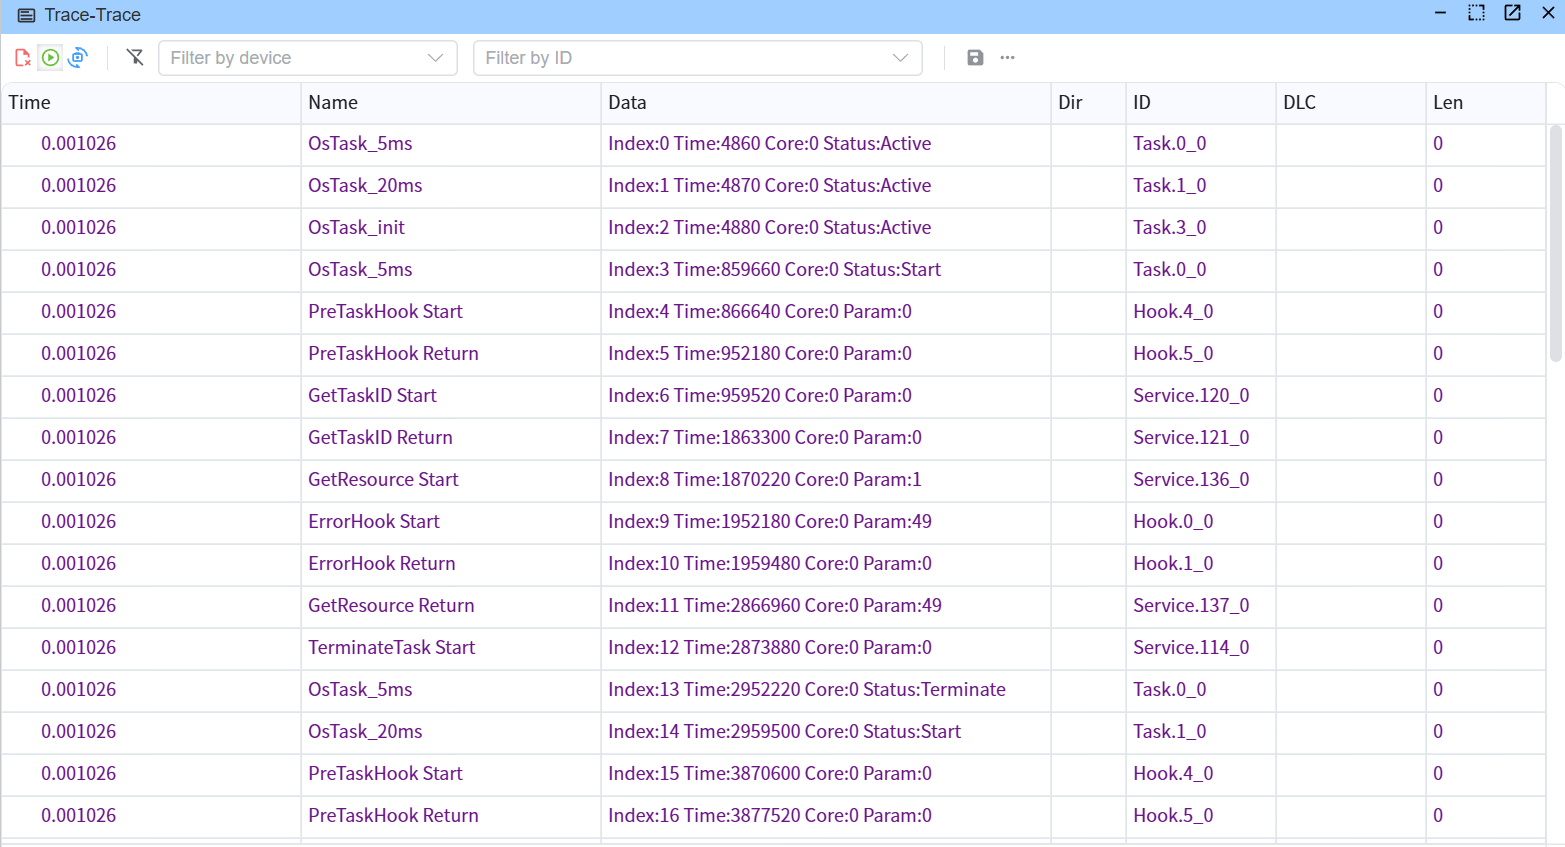 Trace-Trace
Filter by device Filter by ID
Time Name Data Dir ID DLC Len
0.001026 OsTask_5ms Index:0 Time:4860 Core:0 Status:Active Task.0_0 0
0.001026 OsTask_20ms Index:1 Time:4870 Core:0 Status:Active Task.1_0 0
0.001026 OsTask_init Index:2 Time:4880 Core:0 Status:Active Task.3_0 0
0.001026 OsTask_5ms Index:3 Time:859660 Core:0 Status:Start Task.0_0 0
0.001026 PreTaskHook Start Index:4 Time:866640 Core:0 Param:0 Hook.4_0 0
0.001026 PreTaskHook Return Index:5 Time:952180 Core:0 Param:0 Hook.5_0 0
0.001026 GetTaskID Start Index:6 Time:959520 Core:0 Param:0 Service.120_0 0
0.001026 GetTaskID Return Index:7 Time:1863300 Core:0 Param:0 Service.121_0 0
0.001026 GetResource Start Index:8 Time:1870220 Core:0 Param:1 Service.136_0 0
0.001026 ErrorHook Start Index:9 Time:1952180 Core:0 Param:49 Hook.0_0 0
0.001026 ErrorHook Return Index:10 Time:1959480 Core:0 Param:0 Hook.1_0 0
0.001026 GetResource Return Index:11 Time:2866960 Core:0 Param:49 Service.137_0 0
0.001026 TerminateTask Start Index:12 Time:2873880 Core:0 Param:0 Service.114_0 0
0.001026 OsTask_5ms Index:13 Time:2952220 Core:0 Status:Terminate Task.0_0 0
0.001026 OsTask_20ms Index:14 Time:2959500 Core:0 Status:Start Task.1_0 0
0.001026 PreTaskHook Start Index:15 Time:3870600 Core:0 Param:0 Hook.4_0 0
0.001026 PreTaskHook Return Index:16 Time:3877520 Core:0 Param:0 Hook.5_0 0